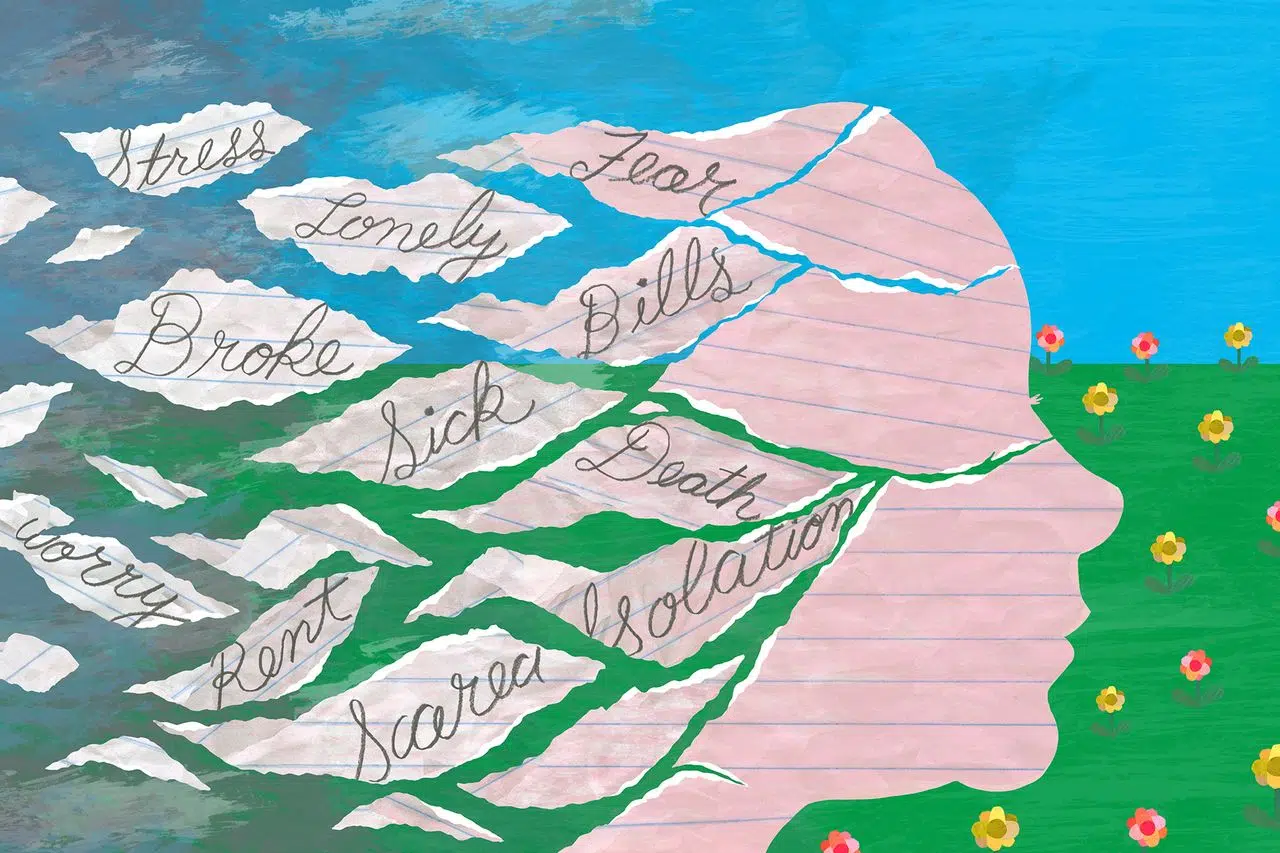 Stress
Fear
Lonely
Bills
Broke
Sick
Death
Isolation
worry
Rent
Scared